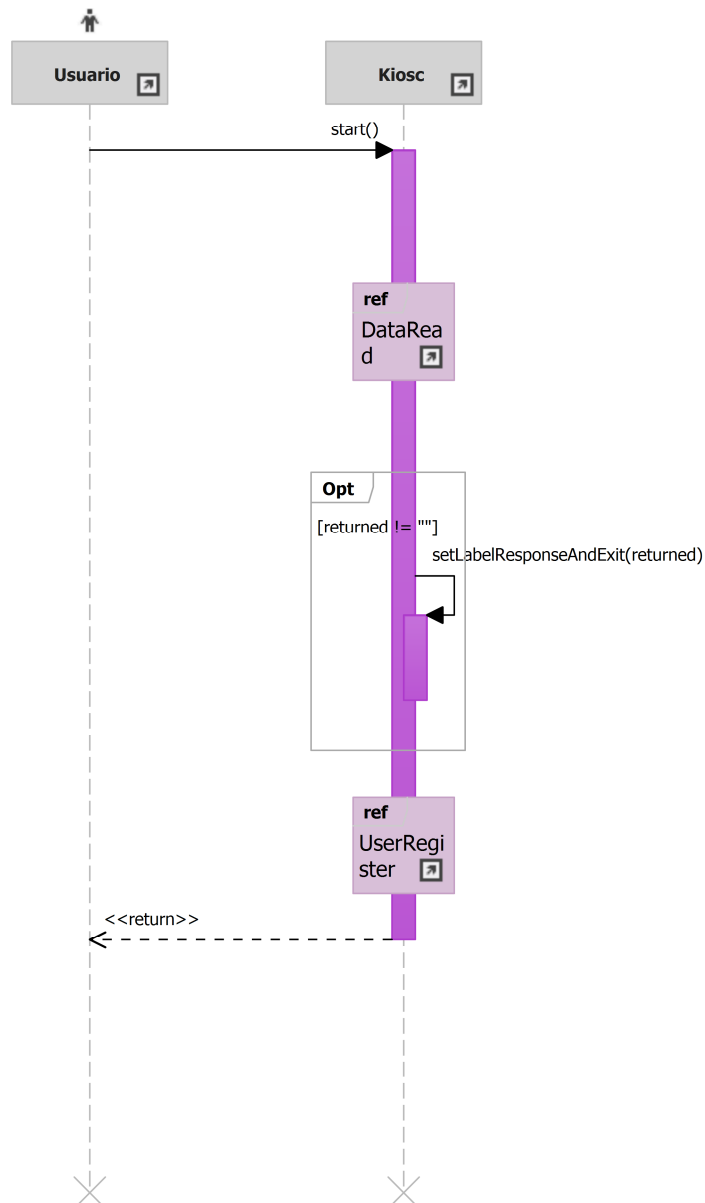 Usuario
Kiosc
start()
ref
DataRea
d
Opt
[returned != ""]
setLabelResponseAndExit(returned)
ref
UserRegi
ster
<<return>>